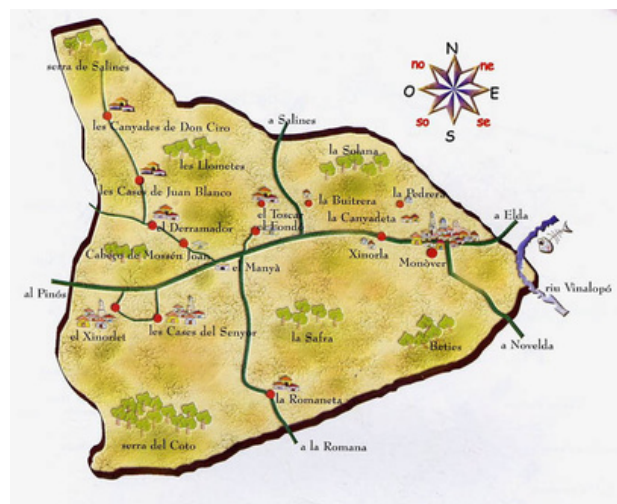 N
no
ne
O
E
so
se
S
serra de Salines
a Salines
les Canyades de Don Ciro
les Llometes
la Solana
les Cases de Juan Blanco
la Buitrera
la Pedrera
el Toscar
el Fondó
la Canyadeta
a Elda
el Derramador
Xinorla
Cabeço de Mossén Joan
el Manyà
Monòver
al Pinós
riu Vinalopó
el Xinorlet
les Cases del Senyor
la Safra
Beties
a Novelda
la Romaneta
serra del Coto
a la Romana